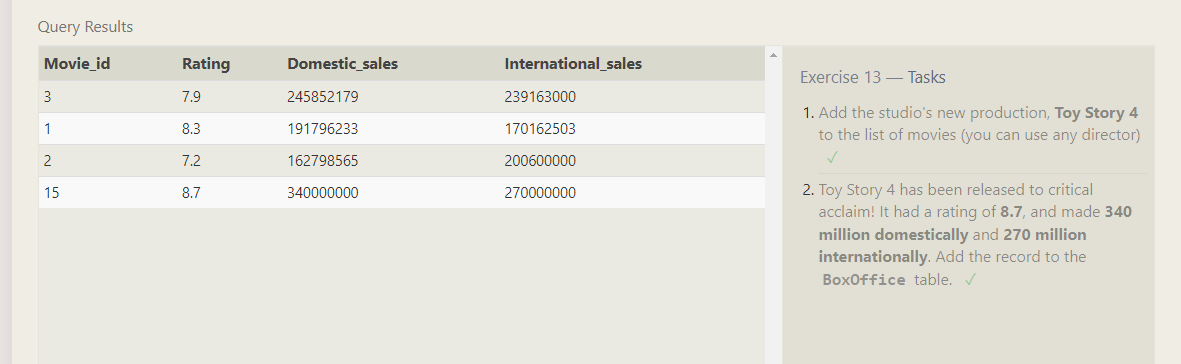 Query Results
Movie_id Rating Domestic_sales International_sales
3 7.9 245852179 239163000
1 8.3 191796233 170162503
2 7.2 162798565 200600000
15 8.7 340000000 270000000
Exercise 13 — Tasks
1. Add the studio's new production, Toy Story 4
to the list of movies (you can use any director)
✓
2. Toy Story 4 has been released to critical
acclaim! It had a rating of 8.7, and made 340
million domestically and 270 million
internationally. Add the record to the
BoxOffice table. ✓